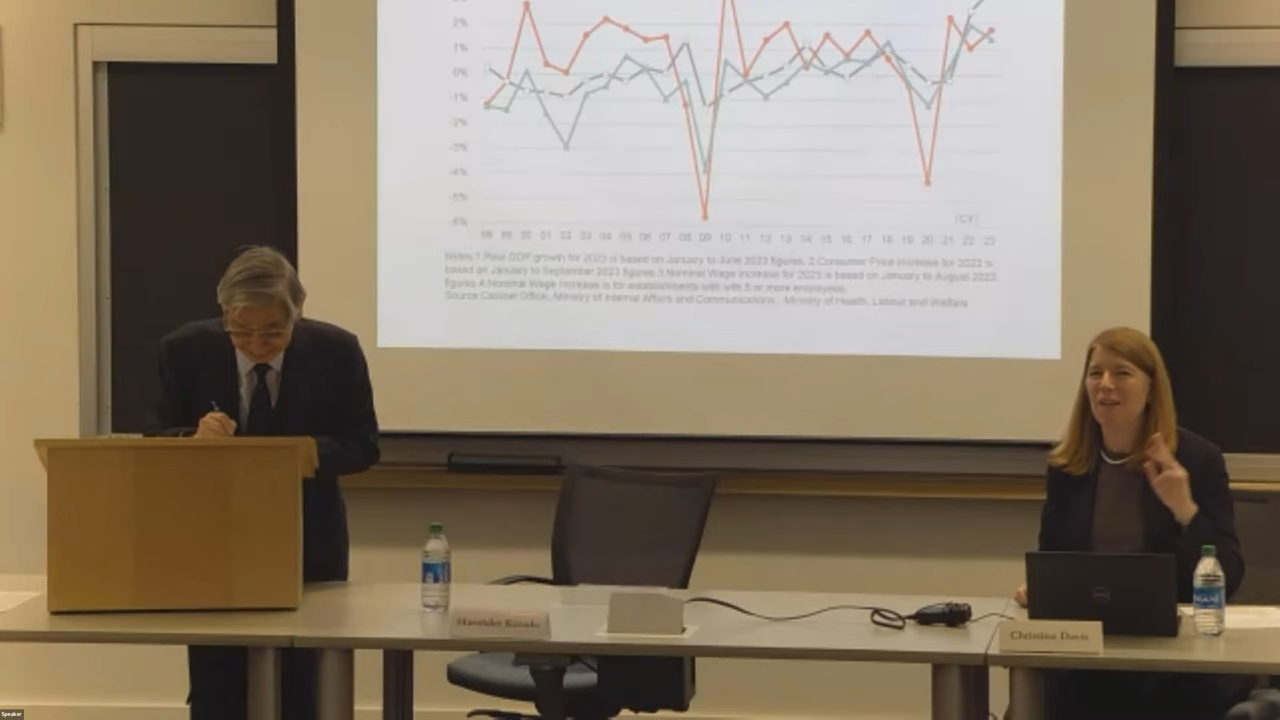 2%
1%
0%
-1%
-2%
-3%
-4%
-5%
-6%
(CY)
98 99 00 01 02 03 04 05 06 07 08 09 10 11 12 13 14 15 16 17 18 19 20 21 22 23
Notes:1.Real GDP growth for 2023 is based on January to June 2023 figures. 2.Consumer Price Increase for 2023 is
based on January to September 2023 figures.3.Nominal Wage increase for 2023 is based on January to August 2023
figures.4.Nominal Wage Increase is for establishments with with 5 or more employees.
Source:Cabinet Office, Ministry of Internal Affairs and Communications, Ministry of Health, Labour and Welfare
DELL
Christina Davis
Speaker